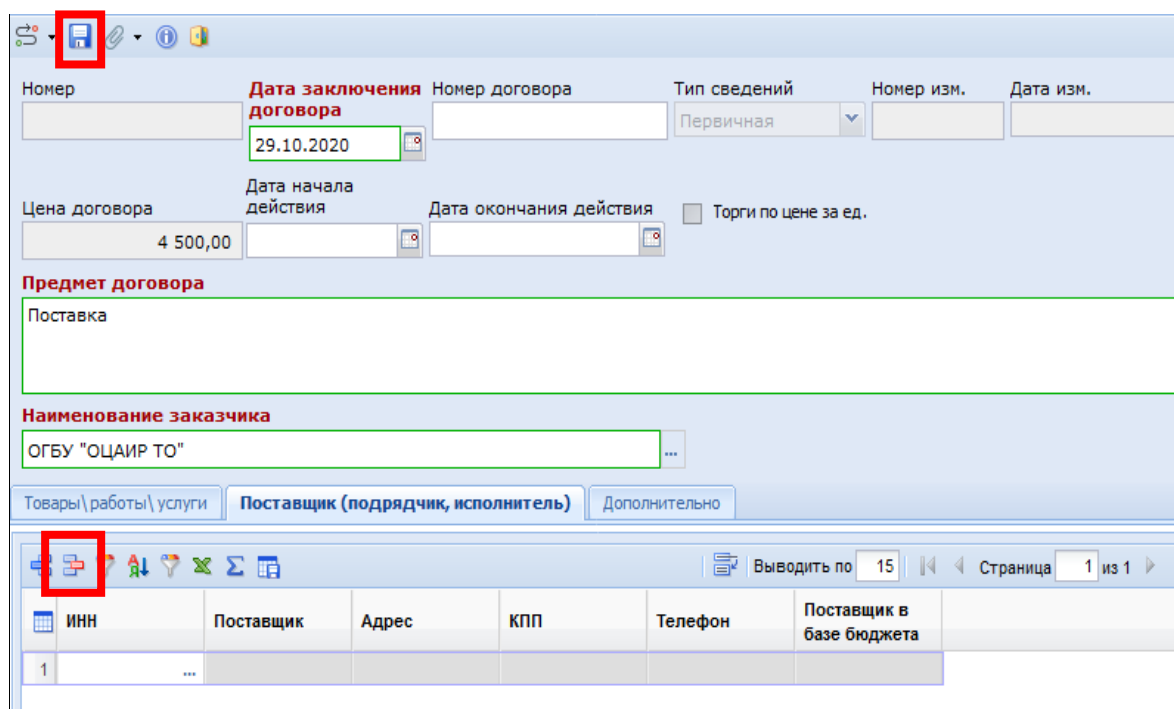 Номер
Дата заключения договора
Номер договора
Тип сведений
Номер изм.
Дата изм.
29.10.2020
Первичная
Цена договора
Дата начала действия
Дата окончания действия
Торги по цене за ед.
4 500,00
Предмет договора
Поставка
Наименование заказчика
ОГБУ "ОЦАИР ТО"
...
Товары\работы\услуги
Поставщик (подрядчик, исполнитель)
Дополнительно
Выводить по 15
Страница 1 из 1
ИНН
Поставщик
Адрес
КПП
Телефон
Поставщик в базе бюджета
1
...